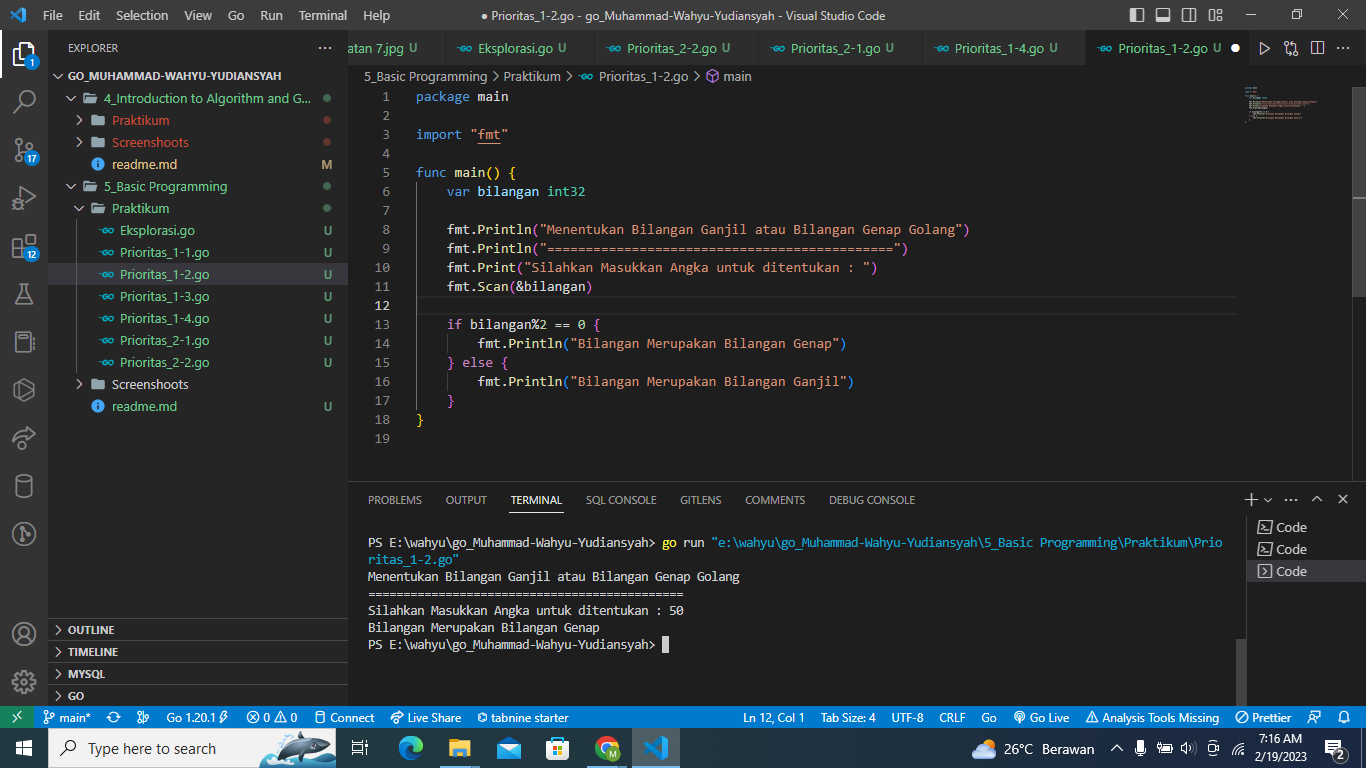 File Edit Selection View Go Run Terminal Help
● Prioritas_1-2.go - go_Muhammad-Wahyu-Yudiansyah - Visual Studio Code
EXPLORER
GO_MUHAMMAD-WAHYU-YUDIANSYAH
4_Introduction to Algorithm and G...
Praktikum
Screenshoots
readme.md M
5_Basic Programming
Praktikum
Eksplorasi.go U
Prioritas_1-1.go U
Prioritas_1-2.go U
Prioritas_1-3.go U
Prioritas_1-4.go U
Prioritas_2-1.go U
Prioritas_2-2.go U
Screenshoots
readme.md U
OUTLINE
TIMELINE
MYSQL
GO
1
17
12
atan 7.jpg U Eksplorasi.go U Prioritas_2-2.go U Prioritas_2-1.go U Prioritas_1-4.go U Prioritas_1-2.go U ●
5_Basic Programming > Praktikum > Prioritas_1-2.go > main
1 package main
2
3 import "fmt"
4
5 func main() {
6 var bilangan int32
7
8 fmt.Println("Menentukan Bilangan Ganjil atau Bilangan Genap Golang")
9 fmt.Println("=============================================")
10 fmt.Print("Silahkan Masukkan Angka untuk ditentukan : ")
11 fmt.Scan(&bilangan)
12
13 if bilangan%2 == 0 {
14 fmt.Println("Bilangan Merupakan Bilangan Genap")
15 } else {
16 fmt.Println("Bilangan Merupakan Bilangan Ganjil")
17 }
18 }
19
PROBLEMS OUTPUT TERMINAL SQL CONSOLE GITLENS COMMENTS DEBUG CONSOLE
PS E:\wahyu\go_Muhammad-Wahyu-Yudiansyah> go run "e:\wahyu\go_Muhammad-Wahyu-Yudiansyah\5_Basic Programming\Praktikum\Prio
ritas_1-2.go"
Menentukan Bilangan Ganjil atau Bilangan Genap Golang
=============================================
Silahkan Masukkan Angka untuk ditentukan : 50
Bilangan Merupakan Bilangan Genap
PS E:\wahyu\go_Muhammad-Wahyu-Yudiansyah>
Code
Code
Code
main* Go 1.20.1 0 0 Connect Live Share tabnine starter Ln 12, Col 1 Tab Size: 4 UTF-8 CRLF Go Go Live Analysis Tools Missing Prettier
Type here to search
26°C Berawan
7:16 AM
2/19/2023
2